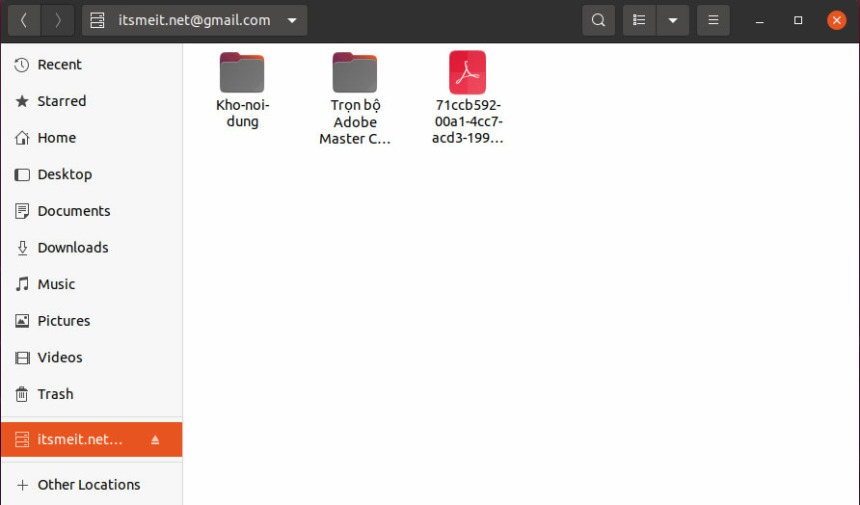 itsmeit.net@gmail.com
Recent
Starred
Home
Desktop
Documents
Downloads
Music
Pictures
Videos
Trash
itsmeit.net...
Other Locations
Kho-noi-
dung
Trọn bộ
Adobe
Master C...
71ccb592-
00a1-4cc7-
acd3-199...